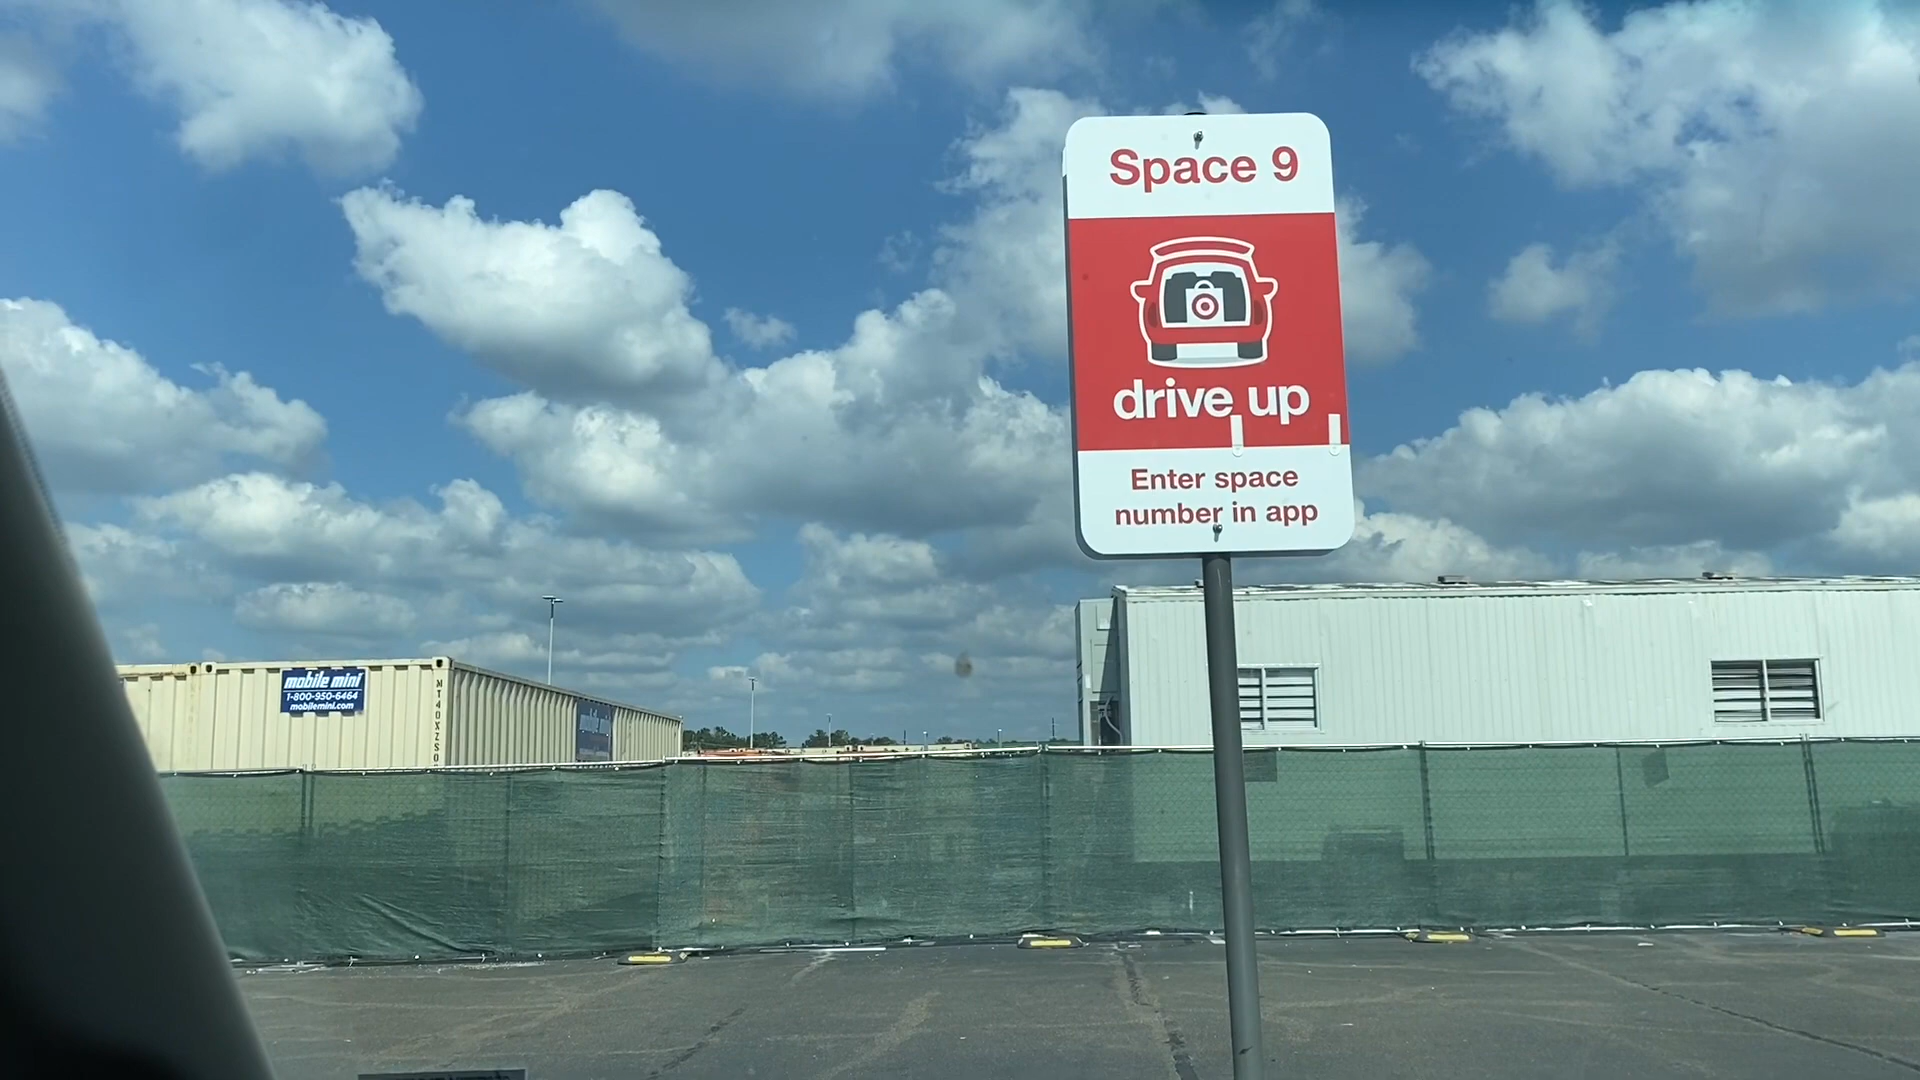 Space 9
drive up
Enter space
number in app
mobile mini
1-800-950-6464
mobilemini.com